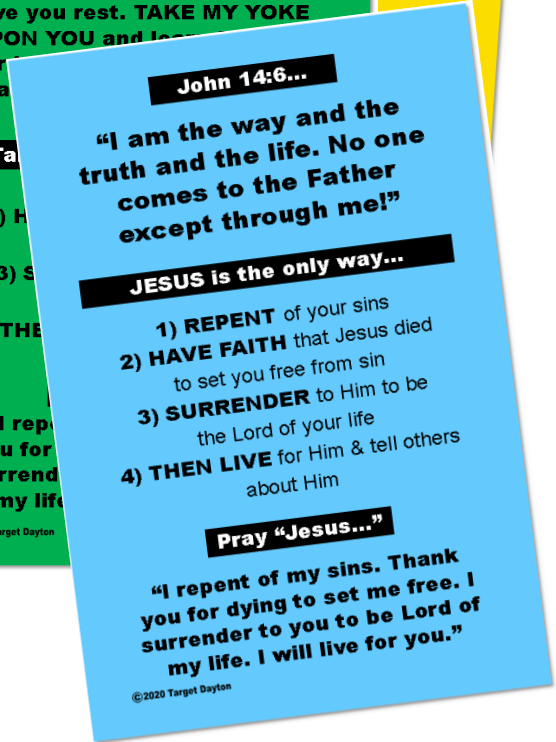 ve you rest. TAKE MY YOKE
PON YOU and
Ta
) H
3) S
THE
I rep
u for
rrend
my life
arget Dayton
John 14:6...
“I am the way and the
truth and the life. No one
comes to the Father
except through me!”
JESUS is the only way...
1) REPENT of your sins
2) HAVE FAITH that Jesus died
to set you free from sin
3) SURRENDER to Him to be
the Lord of your life
4) THEN LIVE for Him & tell others
about Him
Pray “Jesus...”
“I repent of my sins. Thank
you for dying to set me free. I
surrender to you to be Lord of
my life. I will live for you.”
©2020 Target Dayton